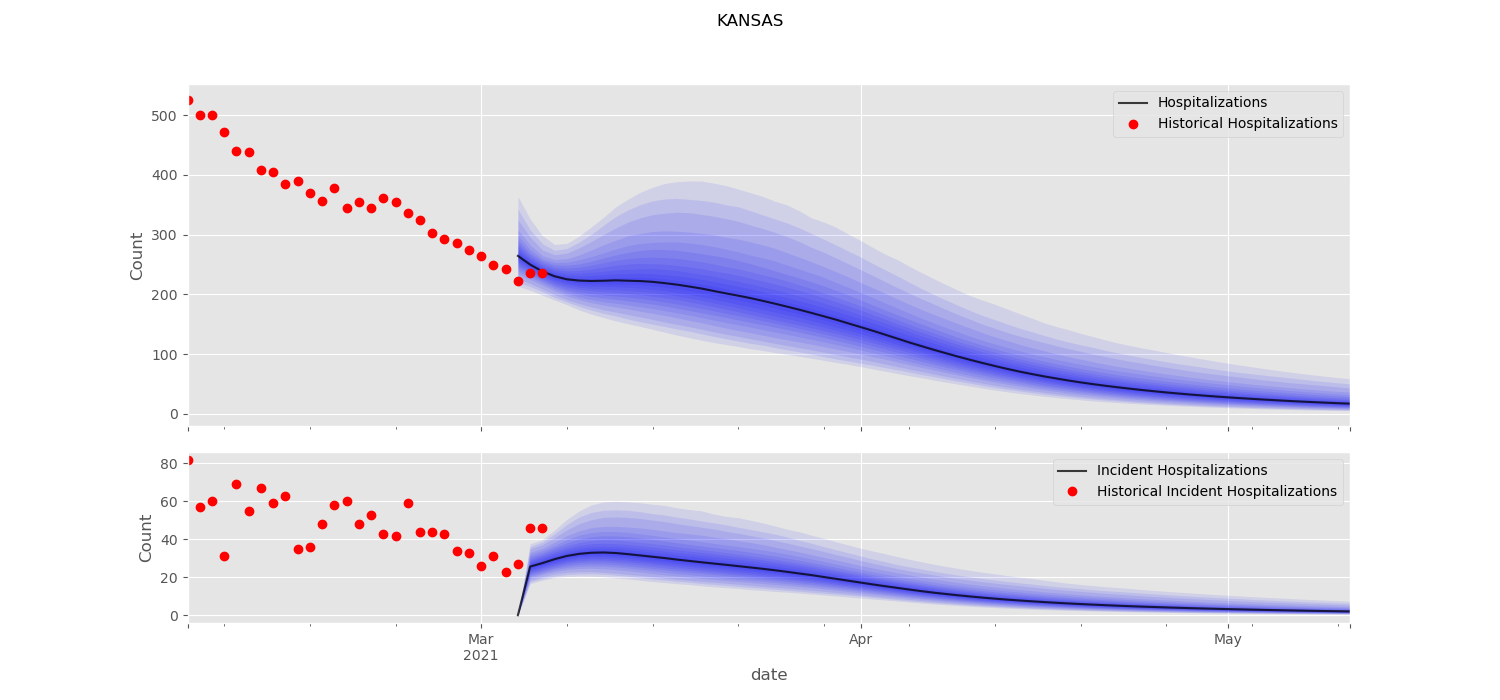 KANSAS
Hospitalizations
Historical Hospitalizations
Count
500
400
300
200
100
0
Incident Hospitalizations
Historical Incident Hospitalizations
Count
80
60
40
20
0
Mar
2021
Apr
May
date